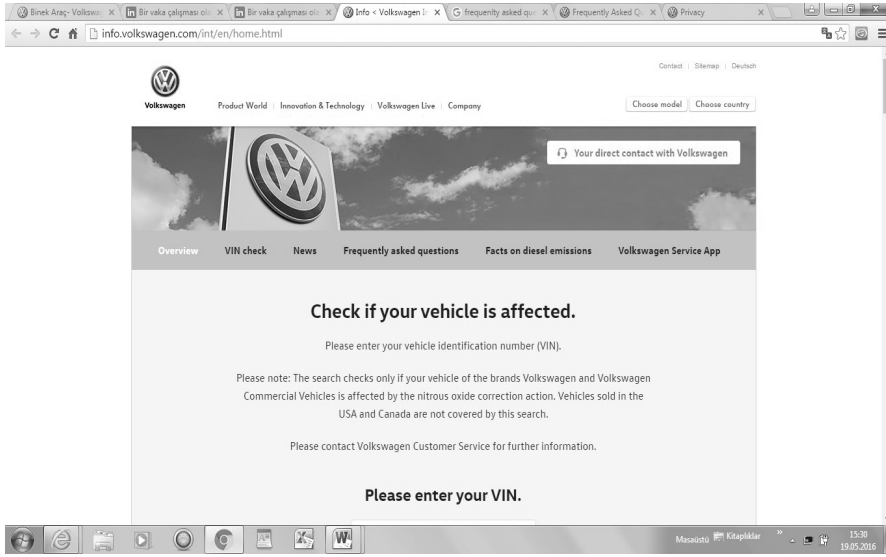 Binek Araç- Volkswa
Bir vaka çalışması ola
Bir vaka çalışması ola
Info < Volkswagen
frequenlty asked qu
Frequently Asked
Privacy
info.volkswagen.com/int/en/home.html
Contact | Sitemap | Deutsch
Volkswagen
Product World | Innovation & Technology | Volkswagen Live | Company
Choose model
Choose country
Your direct contact with Volkswagen
Overview
VIN check
News
Frequently asked questions
Facts on diesel emissions
Volkswagen Service App
Check if your vehicle is affected.
Please enter your vehicle identification number (VIN).
Please note: The search checks only if your vehicle of the brands Volkswagen and Volkswagen
Commercial Vehicles is affected by the nitrous oxide correction action. Vehicles sold in the
USA and Canada are not covered by this search.
Please contact Volkswagen Customer Service for further information.
Please enter your VIN.
Masaüstü
Kitaplıklar
15:30
19.05.2016